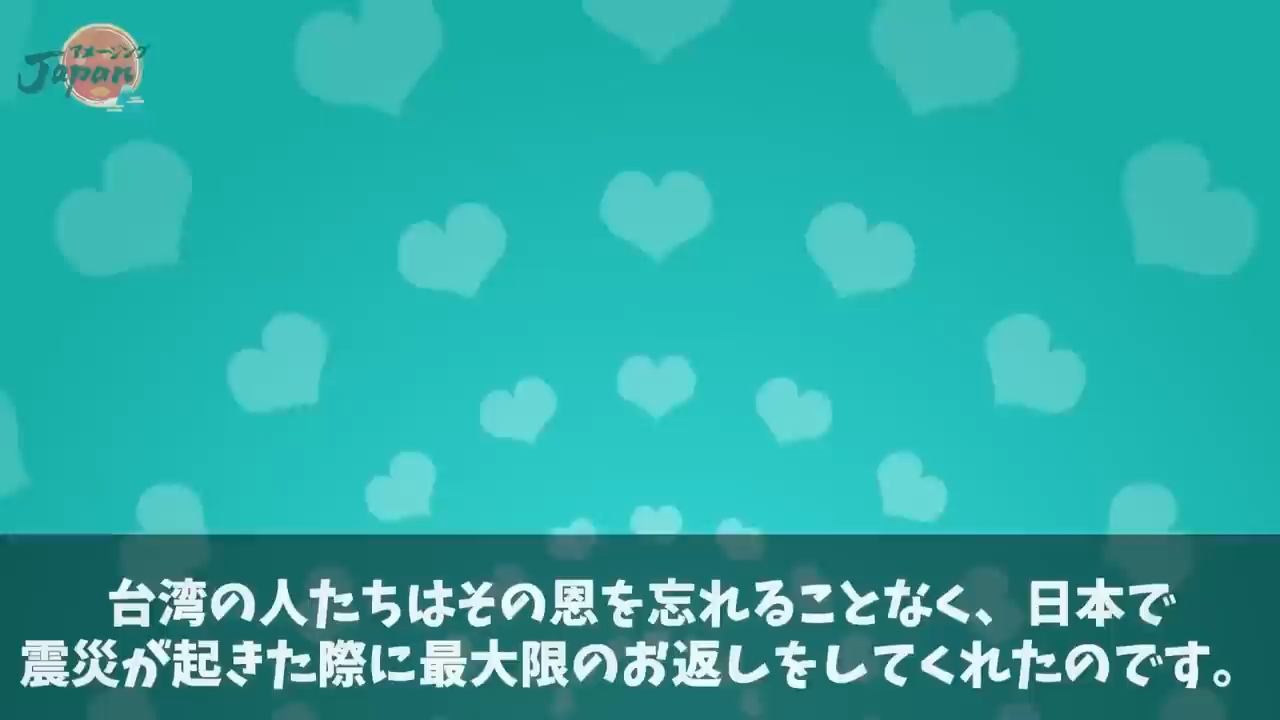 アメージング
Japan
台湾の人たちはその恩を忘れることなく、日本で
震災が起きた際に最大限のお返しをしてくれたのです。